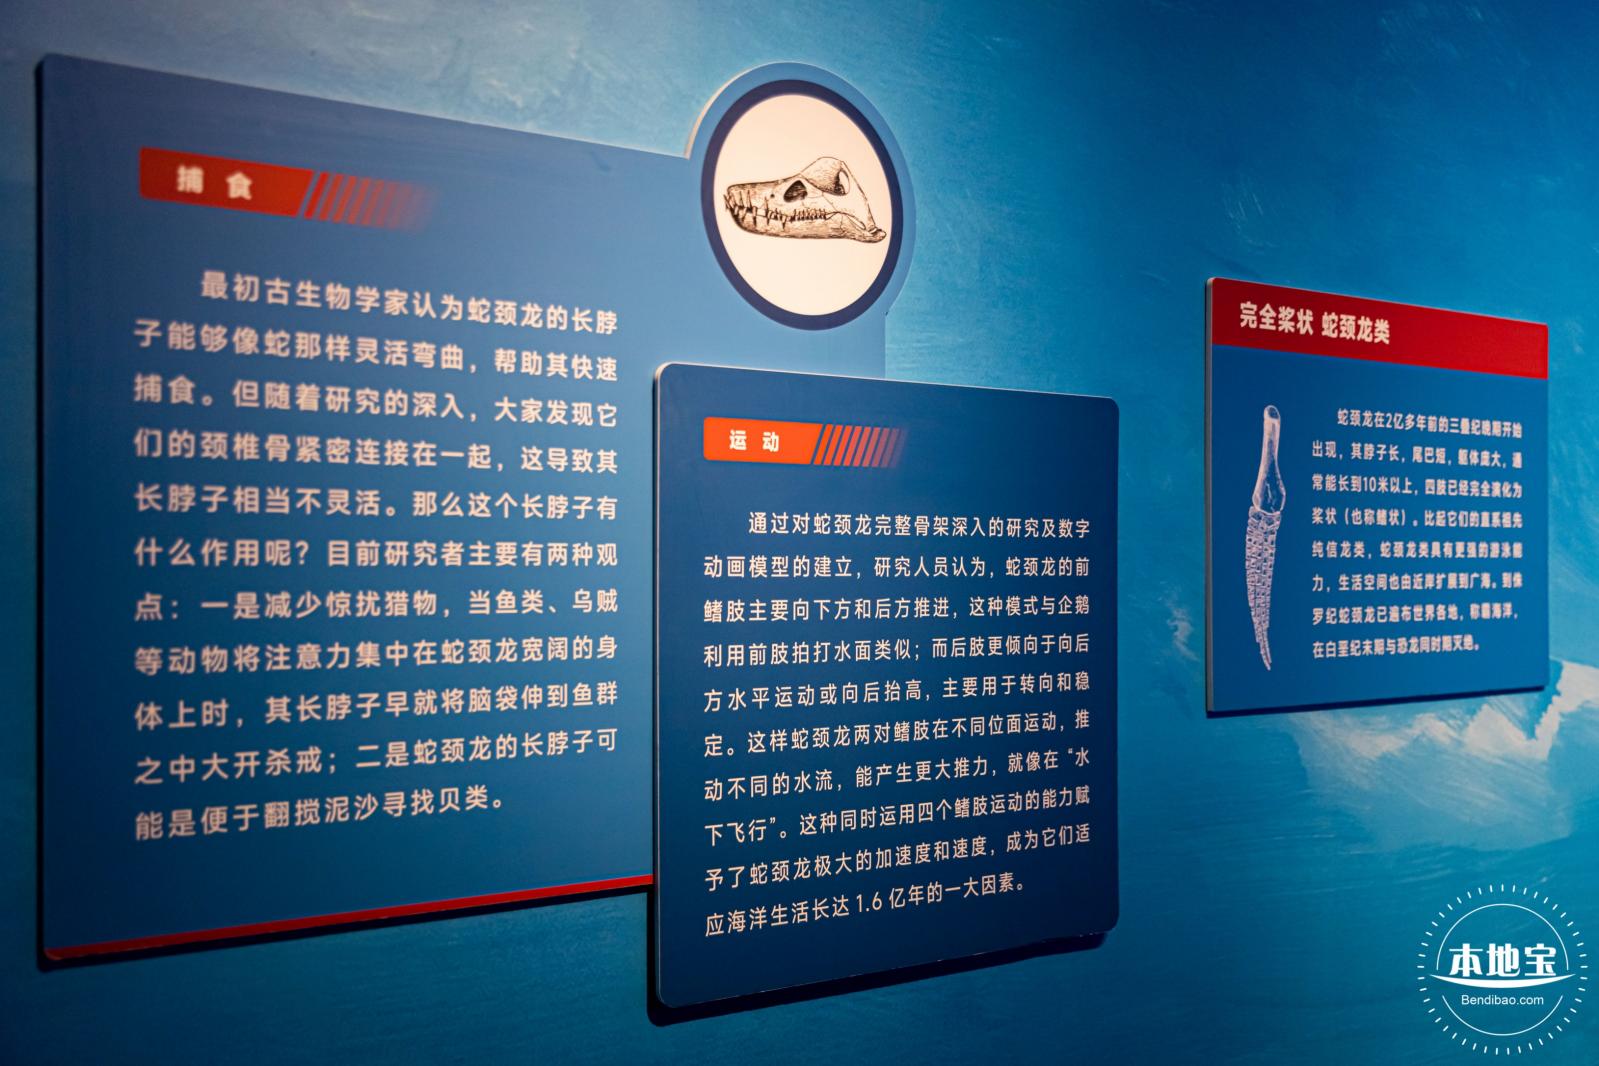 捕食
最初古生物学家认为蛇颈龙的长脖
子能够像蛇那样灵活弯曲，帮助其快速
捕食。但随着研究的深入，大家发现它
们的颈椎骨紧密连接在一起，这导致其
长脖子相当不灵活。那么这个长脖子有
什么作用呢？目前研究者主要有两种观
点：一是减少惊扰猎物，当鱼类、乌贼
等动物将注意力集中在蛇颈龙宽阔的身
体上时，其长脖子早就将脑袋伸到鱼群
之中大开杀戒；二是蛇颈龙的长脖子可
能是便于翻搅泥沙寻找贝类。
运动
通过对蛇颈龙完整骨架深入的研究及数字
动画模型的建立，研究人员认为，蛇颈龙的前
鳍肢主要向下方和后方推进，这种模式与企鹅
利用前肢拍打水面类似；而后肢更倾向于向后
方水平运动或向后抬高，主要用于转向和稳
定。这样蛇颈龙两对鳍肢在不同位面运动，推
动不同的水流，能产生更大推力，就像在“水
下飞行”。这种同时运用四个鳍肢运动的能力赋
予了蛇颈龙极大的加速度和速度，成为它们适
应海洋生活长达1.6亿年的一大因素。
完全桨状 蛇颈龙类
蛇颈龙在2亿多年前的三叠纪晚期开始
出现，其脖子长，尾巴短，躯体庞大，通
常能长到10米以上，四肢已经完全演化为
桨状（也称鳍状）。比起它们的直系祖先
纯信龙类，蛇颈龙类具有更强的游泳能
力，生活空间也由近岸扩展到广海。到侏
罗纪蛇颈龙已遍布世界各地，称霸海洋，
在白垩纪末期与恐龙同时期灭绝。
本地宝
Bendibao.com